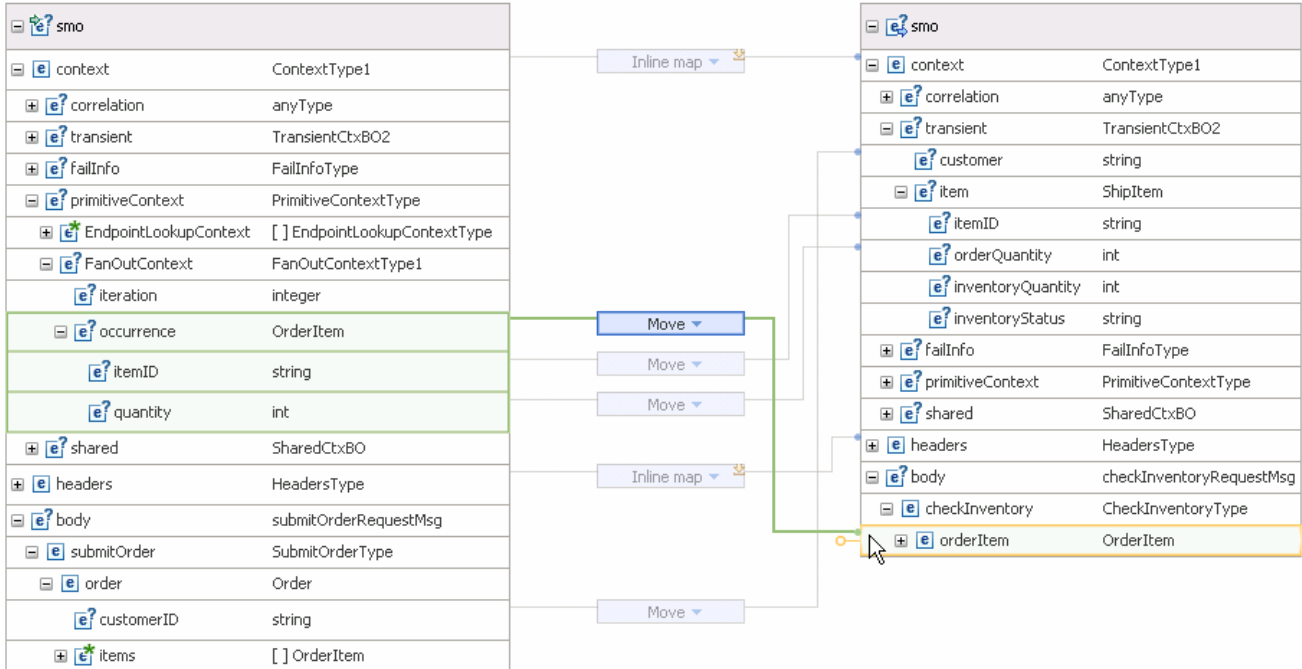 smo
context ContextType1
correlation anyType
transient TransientCtxBO2
failInfo FailInfoType
primitiveContext PrimitiveContextType
EndpointLookupContext [ ] EndpointLookupContextType
FanOutContext FanOutContextType1
iteration integer
occurrence OrderItem
itemID string
quantity int
shared SharedCtxBO
headers HeadersType
body submitOrderRequestMsg
submitOrder SubmitOrderType
order Order
customerID string
items [ ] OrderItem
Inline map
Move
Move
Move
Inline map
Move
smo
context ContextType1
correlation anyType
transient TransientCtxBO2
customer string
item ShipItem
itemID string
orderQuantity int
inventoryQuantity int
inventoryStatus string
failInfo FailInfoType
primitiveContext PrimitiveContextType
shared SharedCtxBO
headers HeadersType
body checkInventoryRequestMsg
checkInventory CheckInventoryType
orderItem OrderItem